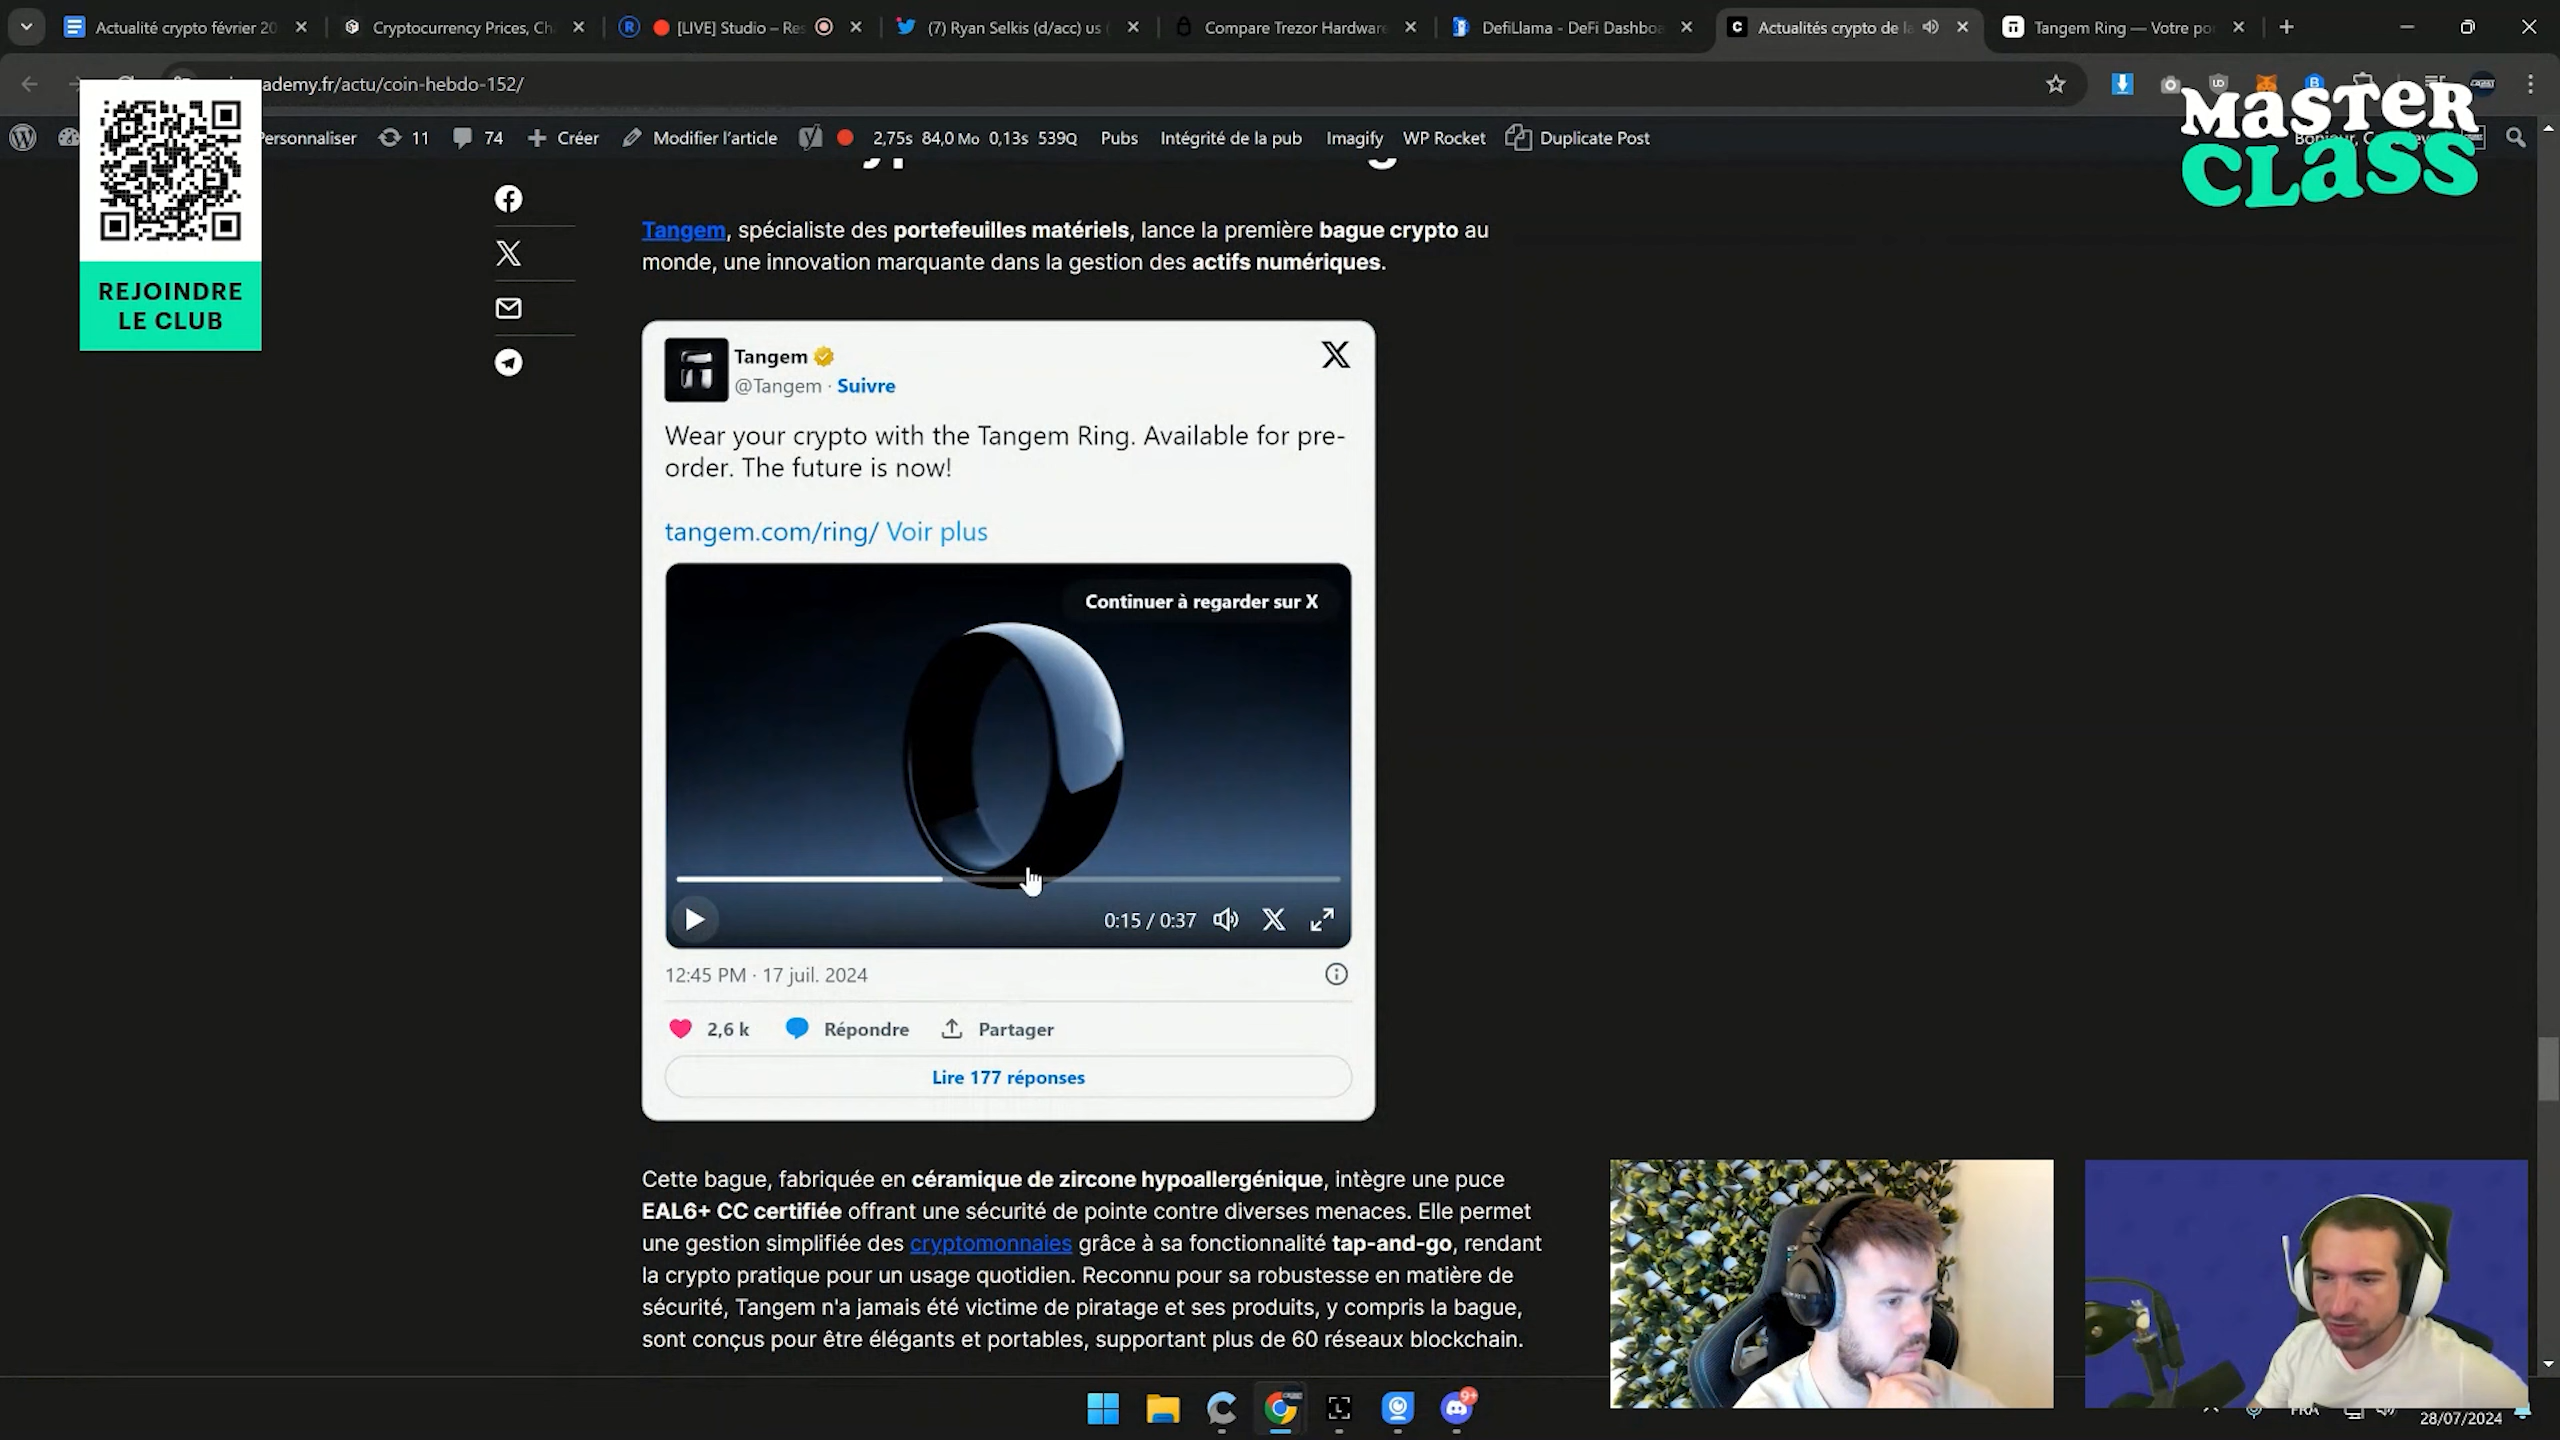 Actualité crypto février 20
Cryptocurrency Prices, Ch
[LIVE] Studio – Res
(7) Ryan Selkis (d/acc) us (
Compare Trezor Hardware
DefiLlama - DeFi Dashboa
Actualités crypto de la
Tangem Ring — Votre po
ademy.fr/actu/coin-hebdo-152/
ersonnaliser
11
74
Créer
Modifier l’article
2,75s 84,0Mo 0,13s 539Q
Pubs
Intégrité de la pub
Imagify
WP Rocket
Duplicate Post
MASTER
CLASS
REJOINDRE
LE CLUB
Tangem, spécialiste des portefeuilles matériels, lance la première bague crypto au
monde, une innovation marquante dans la gestion des actifs numériques.
Tangem
@Tangem · Suivre
Wear your crypto with the Tangem Ring. Available for pre-
order. The future is now!
tangem.com/ring/ Voir plus
Continuer à regarder sur X
0:15 / 0:37
12:45 PM · 17 juil. 2024
2,6 k
Répondre
Partager
Lire 177 réponses
Cette bague, fabriquée en céramique de zircone hypoallergénique, intègre une puce
EAL6+ CC certifiée offrant une sécurité de pointe contre diverses menaces. Elle permet
une gestion simplifiée des cryptomonnaies grâce à sa fonctionnalité tap-and-go, rendant
la crypto pratique pour un usage quotidien. Reconnu pour sa robustesse en matière de
sécurité, Tangem n'a jamais été victime de piratage et ses produits, y compris la bague,
sont conçus pour être élégants et portables, supportant plus de 60 réseaux blockchain.
9+
FRA
28/07/2024